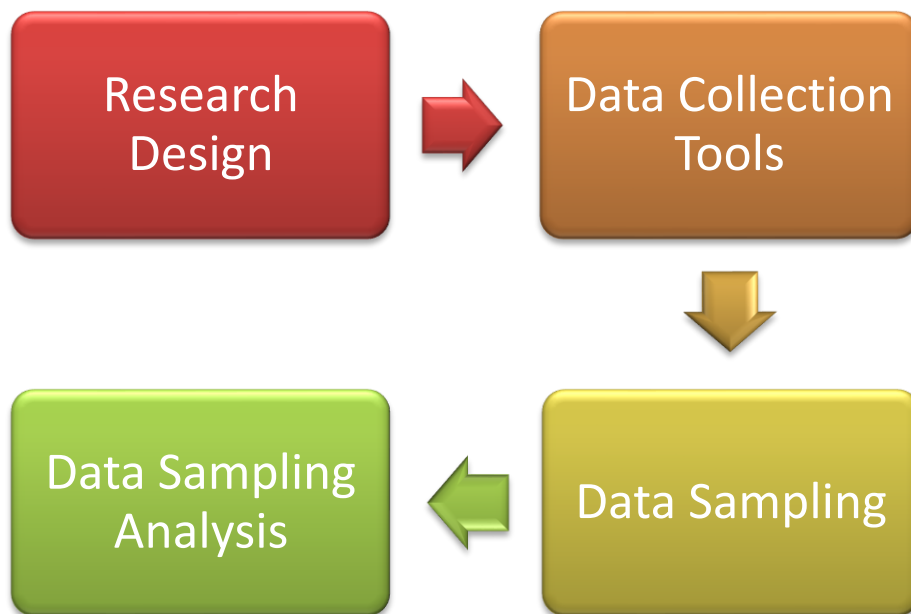 Research
Design
Data Collection
Tools
Data Sampling
Analysis
Data Sampling